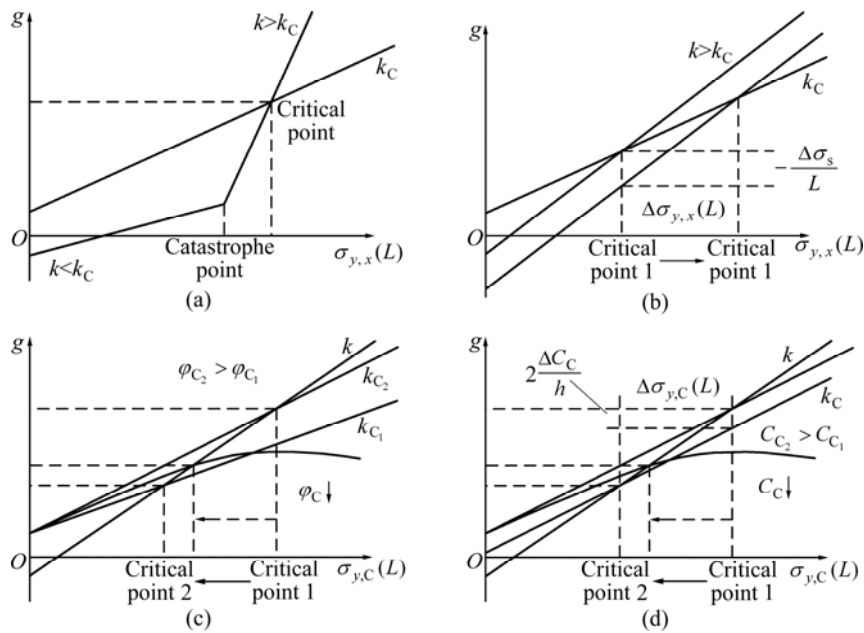 g
k>k_C
k_C
Critical
point
O
Catastrophe
point
σ_{y,x}(L)
k<k_C
(a)
g
k>k_C
k_C
-Δσ_s/L
Δσ_{y,x}(L)
O
Critical
point 1
Critical
point 1
σ_{y,x}(L)
(b)
g
φ_{C_2}>φ_{C_1}
k
k_{C_2}
k_{C_1}
φ_C↓
O
Critical
point 2
Critical
point 1
σ_{y,C}(L)
(c)
g
2ΔC_C/h
Δσ_{y,C}(L)
k
k_C
C_{C_2}>C_{C_1}
C_C↓
O
Critical
point 2
Critical
point 1
σ_{y,C}(L)
(d)